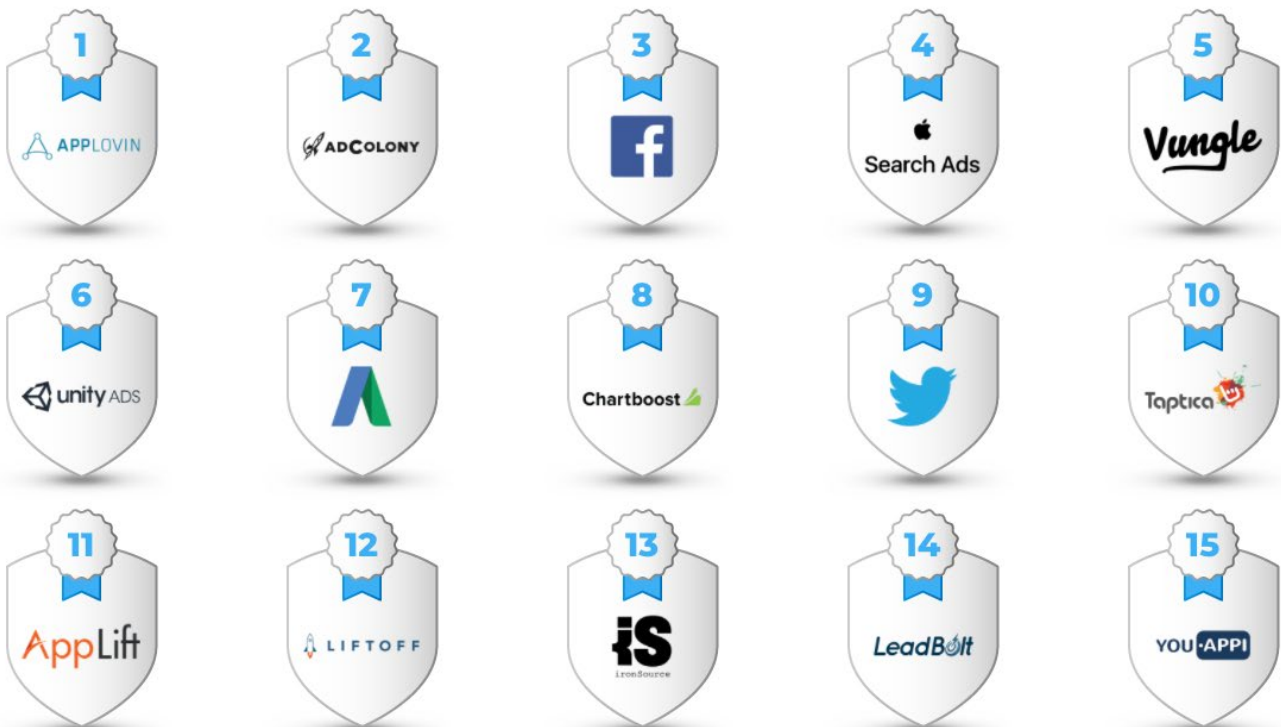 1
APPLOVIN
2
ADCOLONY
3
f
4
Search Ads
5
Vungle
6
unity ADS
7
8
Chartboost
9
10
Taptica
11
AppLift
12
LIFTOFF
13
iS
ironSource
14
LeadBolt
15
YOU•APPI